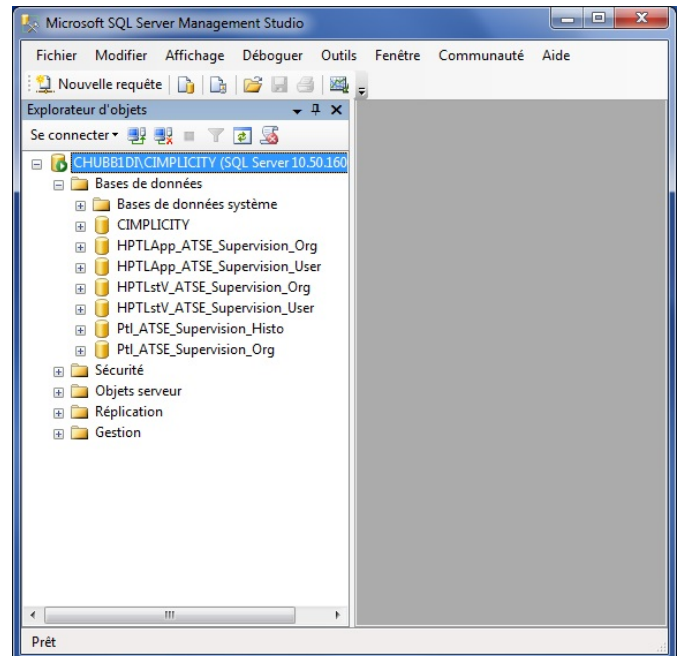 Microsoft SQL Server Management Studio
Fichier Modifier Affichage Déboguer Outils Fenêtre Communauté Aide
Nouvelle requête
Explorateur d'objets
Se connecter
CHUBB1DI\CIMPLICITY (SQL Server 10.50.160
Bases de données
Bases de données système
CIMPLICITY
HPTLApp_ATSE_Supervision_Org
HPTLApp_ATSE_Supervision_User
HPTLstV_ATSE_Supervision_Org
HPTLstV_ATSE_Supervision_User
Ptl_ATSE_Supervision_Histo
Ptl_ATSE_Supervision_Org
Sécurité
Objets serveur
Réplication
Gestion
Prêt